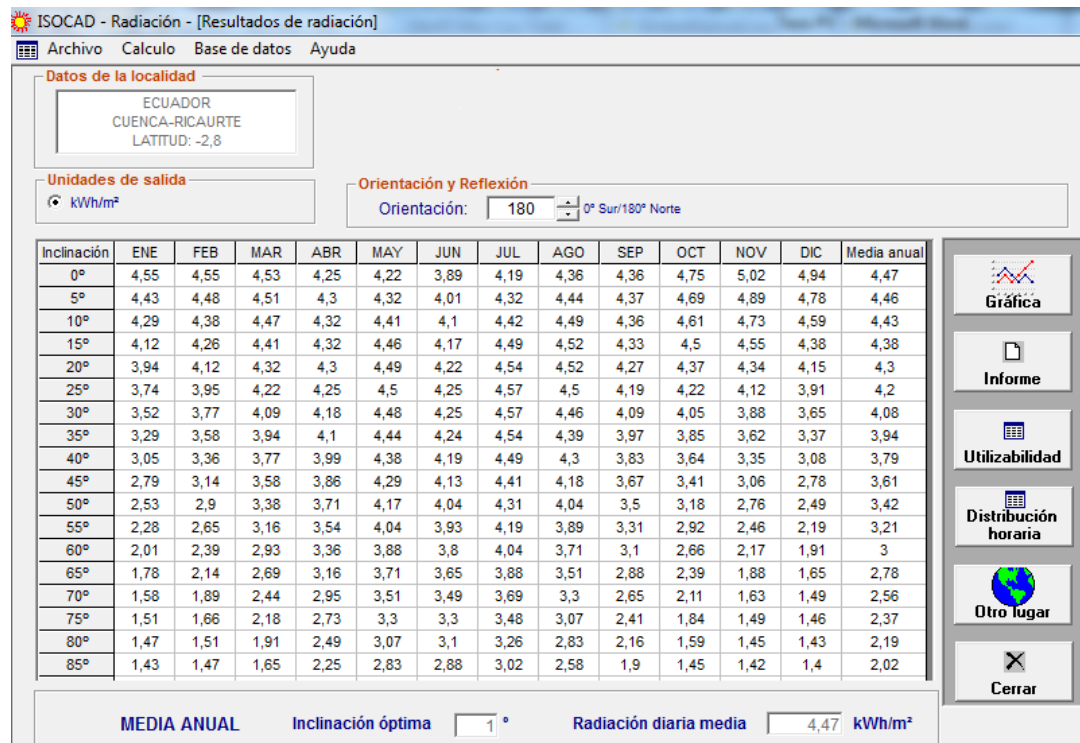 ISOCAD - Radiación - [Resultados de radiación]
Archivo Calculo Base de datos Ayuda
Datos de la localidad
ECUADOR
CUENCA-RICAURTE
LATITUD: -2,8
Unidades de salida
kWh/m²
Orientación y Reflexión
Orientación: 180 0º Sur/180º Norte
Inclinación ENE FEB MAR ABR MAY JUN JUL AGO SEP OCT NOV DIC Media anual
0º 4,55 4,55 4,53 4,25 4,22 3,89 4,19 4,36 4,36 4,75 5,02 4,94 4,47
5º 4,43 4,48 4,51 4,3 4,32 4,01 4,32 4,44 4,37 4,69 4,89 4,78 4,46
10º 4,29 4,38 4,47 4,32 4,41 4,1 4,42 4,49 4,36 4,61 4,73 4,59 4,43
15º 4,12 4,26 4,41 4,32 4,46 4,17 4,49 4,52 4,33 4,5 4,55 4,38 4,38
20º 3,94 4,12 4,32 4,3 4,49 4,22 4,54 4,52 4,27 4,37 4,34 4,15 4,3
25º 3,74 3,95 4,22 4,25 4,5 4,25 4,57 4,5 4,19 4,22 4,12 3,91 4,2
30º 3,52 3,77 4,09 4,18 4,48 4,25 4,57 4,46 4,09 4,05 3,88 3,65 4,08
35º 3,29 3,58 3,94 4,1 4,44 4,24 4,54 4,39 3,97 3,85 3,62 3,37 3,94
40º 3,05 3,36 3,77 3,99 4,38 4,19 4,49 4,3 3,83 3,64 3,35 3,08 3,79
45º 2,79 3,14 3,58 3,86 4,29 4,13 4,41 4,18 3,67 3,41 3,06 2,78 3,61
50º 2,53 2,9 3,38 3,71 4,17 4,04 4,31 4,04 3,5 3,18 2,76 2,49 3,42
55º 2,28 2,65 3,16 3,54 4,04 3,93 4,19 3,89 3,31 2,92 2,46 2,19 3,21
60º 2,01 2,39 2,93 3,36 3,88 3,8 4,04 3,71 3,1 2,66 2,17 1,91 3
65º 1,78 2,14 2,69 3,16 3,71 3,65 3,88 3,51 2,88 2,39 1,88 1,65 2,78
70º 1,58 1,89 2,44 2,95 3,51 3,49 3,69 3,3 2,65 2,11 1,63 1,49 2,56
75º 1,51 1,66 2,18 2,73 3,3 3,3 3,48 3,07 2,41 1,84 1,49 1,46 2,37
80º 1,47 1,51 1,91 2,49 3,07 3,1 3,26 2,83 2,16 1,59 1,45 1,43 2,19
85º 1,43 1,47 1,65 2,25 2,83 2,88 3,02 2,58 1,9 1,45 1,42 1,4 2,02
Gráfica
Informe
Utilizabilidad
Distribución
horaria
Otro lugar
Cerrar
MEDIA ANUAL Inclinación óptima 1 º Radiación diaria media 4,47 kWh/m²